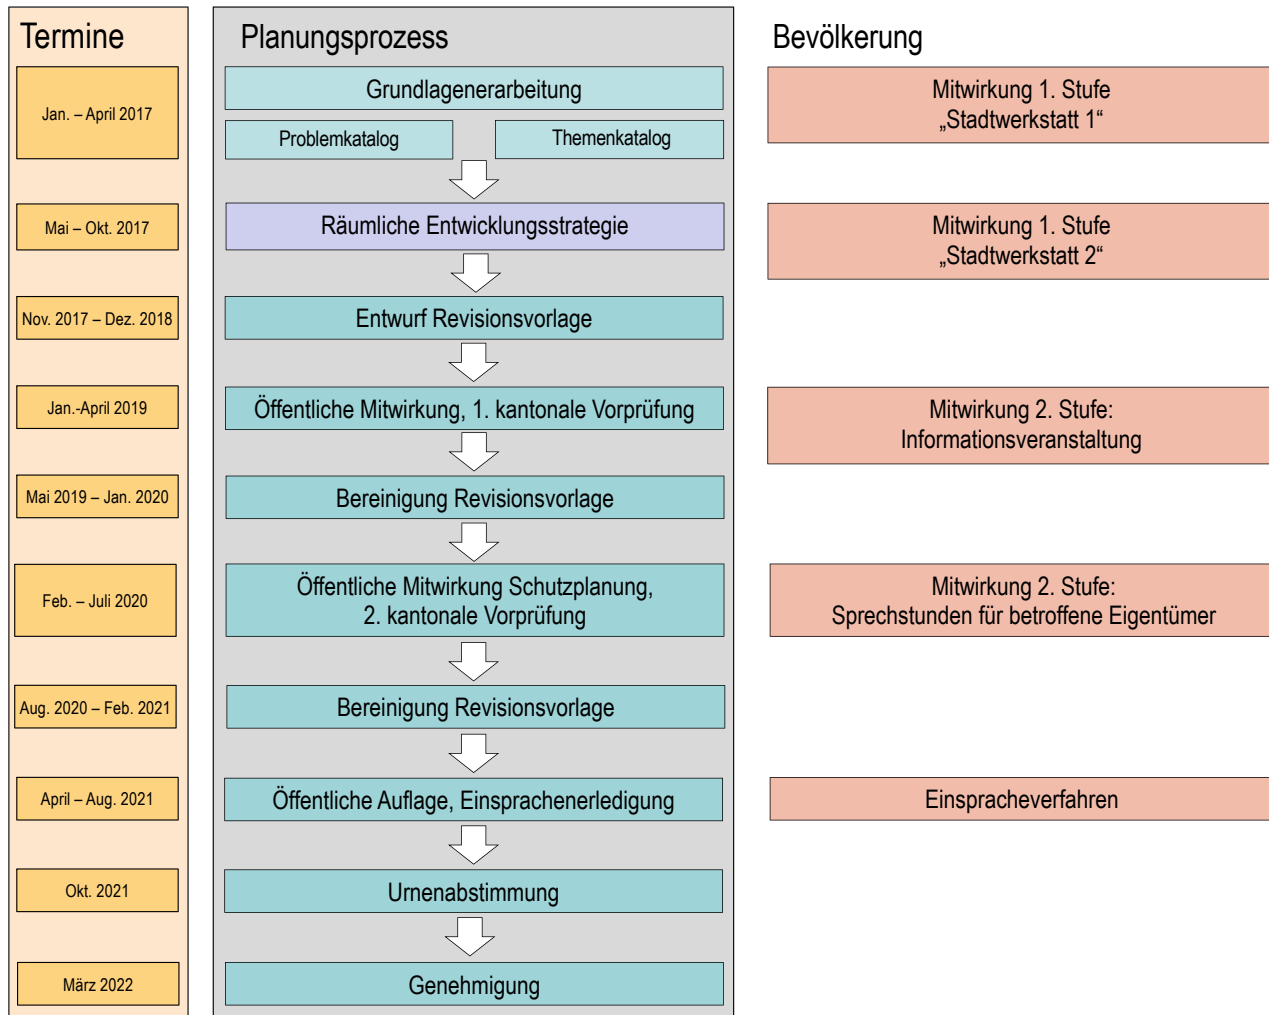 Termine
Planungsprozess
Bevölkerung
Jan. – April 2017
Grundlagenerarbeitung
Problemkatalog
Themenkatalog
Mitwirkung 1. Stufe
„Stadtwerkstatt 1“
Mai – Okt. 2017
Räumliche Entwicklungsstrategie
Mitwirkung 1. Stufe
„Stadtwerkstatt 2“
Nov. 2017 – Dez. 2018
Entwurf Revisionsvorlage
Jan.-April 2019
Öffentliche Mitwirkung, 1. kantonale Vorprüfung
Mitwirkung 2. Stufe:
Informationsveranstaltung
Mai 2019 – Jan. 2020
Bereinigung Revisionsvorlage
Feb. – Juli 2020
Öffentliche Mitwirkung Schutzplanung,
2. kantonale Vorprüfung
Mitwirkung 2. Stufe:
Sprechstunden für betroffene Eigentümer
Aug. 2020 – Feb. 2021
Bereinigung Revisionsvorlage
April – Aug. 2021
Öffentliche Auflage, Einsprachenerledigung
Einspracheverfahren
Okt. 2021
Urnenabstimmung
März 2022
Genehmigung